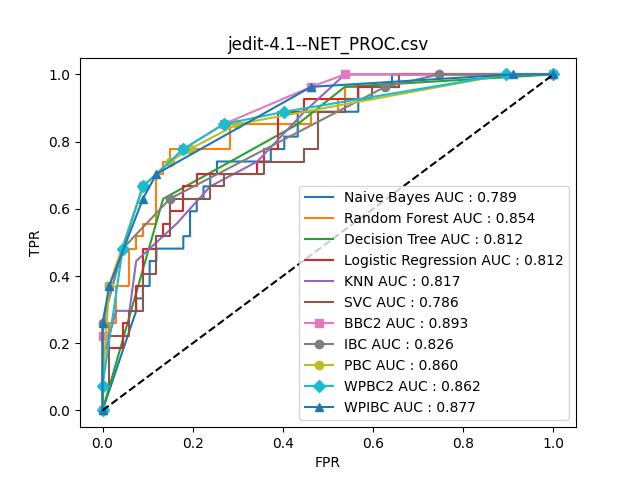 jedit-4.1--NET_PROC.csv
1.0
0.8
0.6
0.4
0.2
0.0
TPR
Naive Bayes AUC : 0.789
Random Forest AUC : 0.854
Decision Tree AUC : 0.812
Logistic Regression AUC : 0.812
KNN AUC : 0.817
SVC AUC : 0.786
BBC2 AUC : 0.893
IBC AUC : 0.826
PBC AUC : 0.860
WPBC2 AUC : 0.862
WPIBC AUC : 0.877
0.0 0.2 0.4 0.6 0.8 1.0
FPR